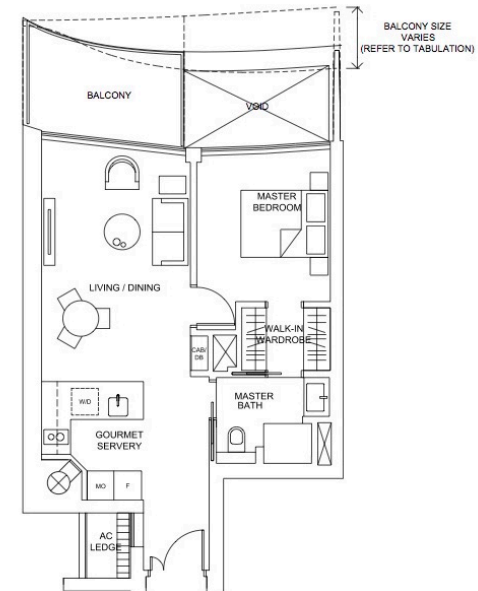 BALCONY SIZE
VARIES
(REFER TO TABULATION)
BALCONY
VOID
MASTER
BEDROOM
LIVING / DINING
WALK-IN
WARDROBE
CAB/
DB
MASTER
BATH
W/D
GOURMET
SERVERY
MO
F
AC
LEDGE